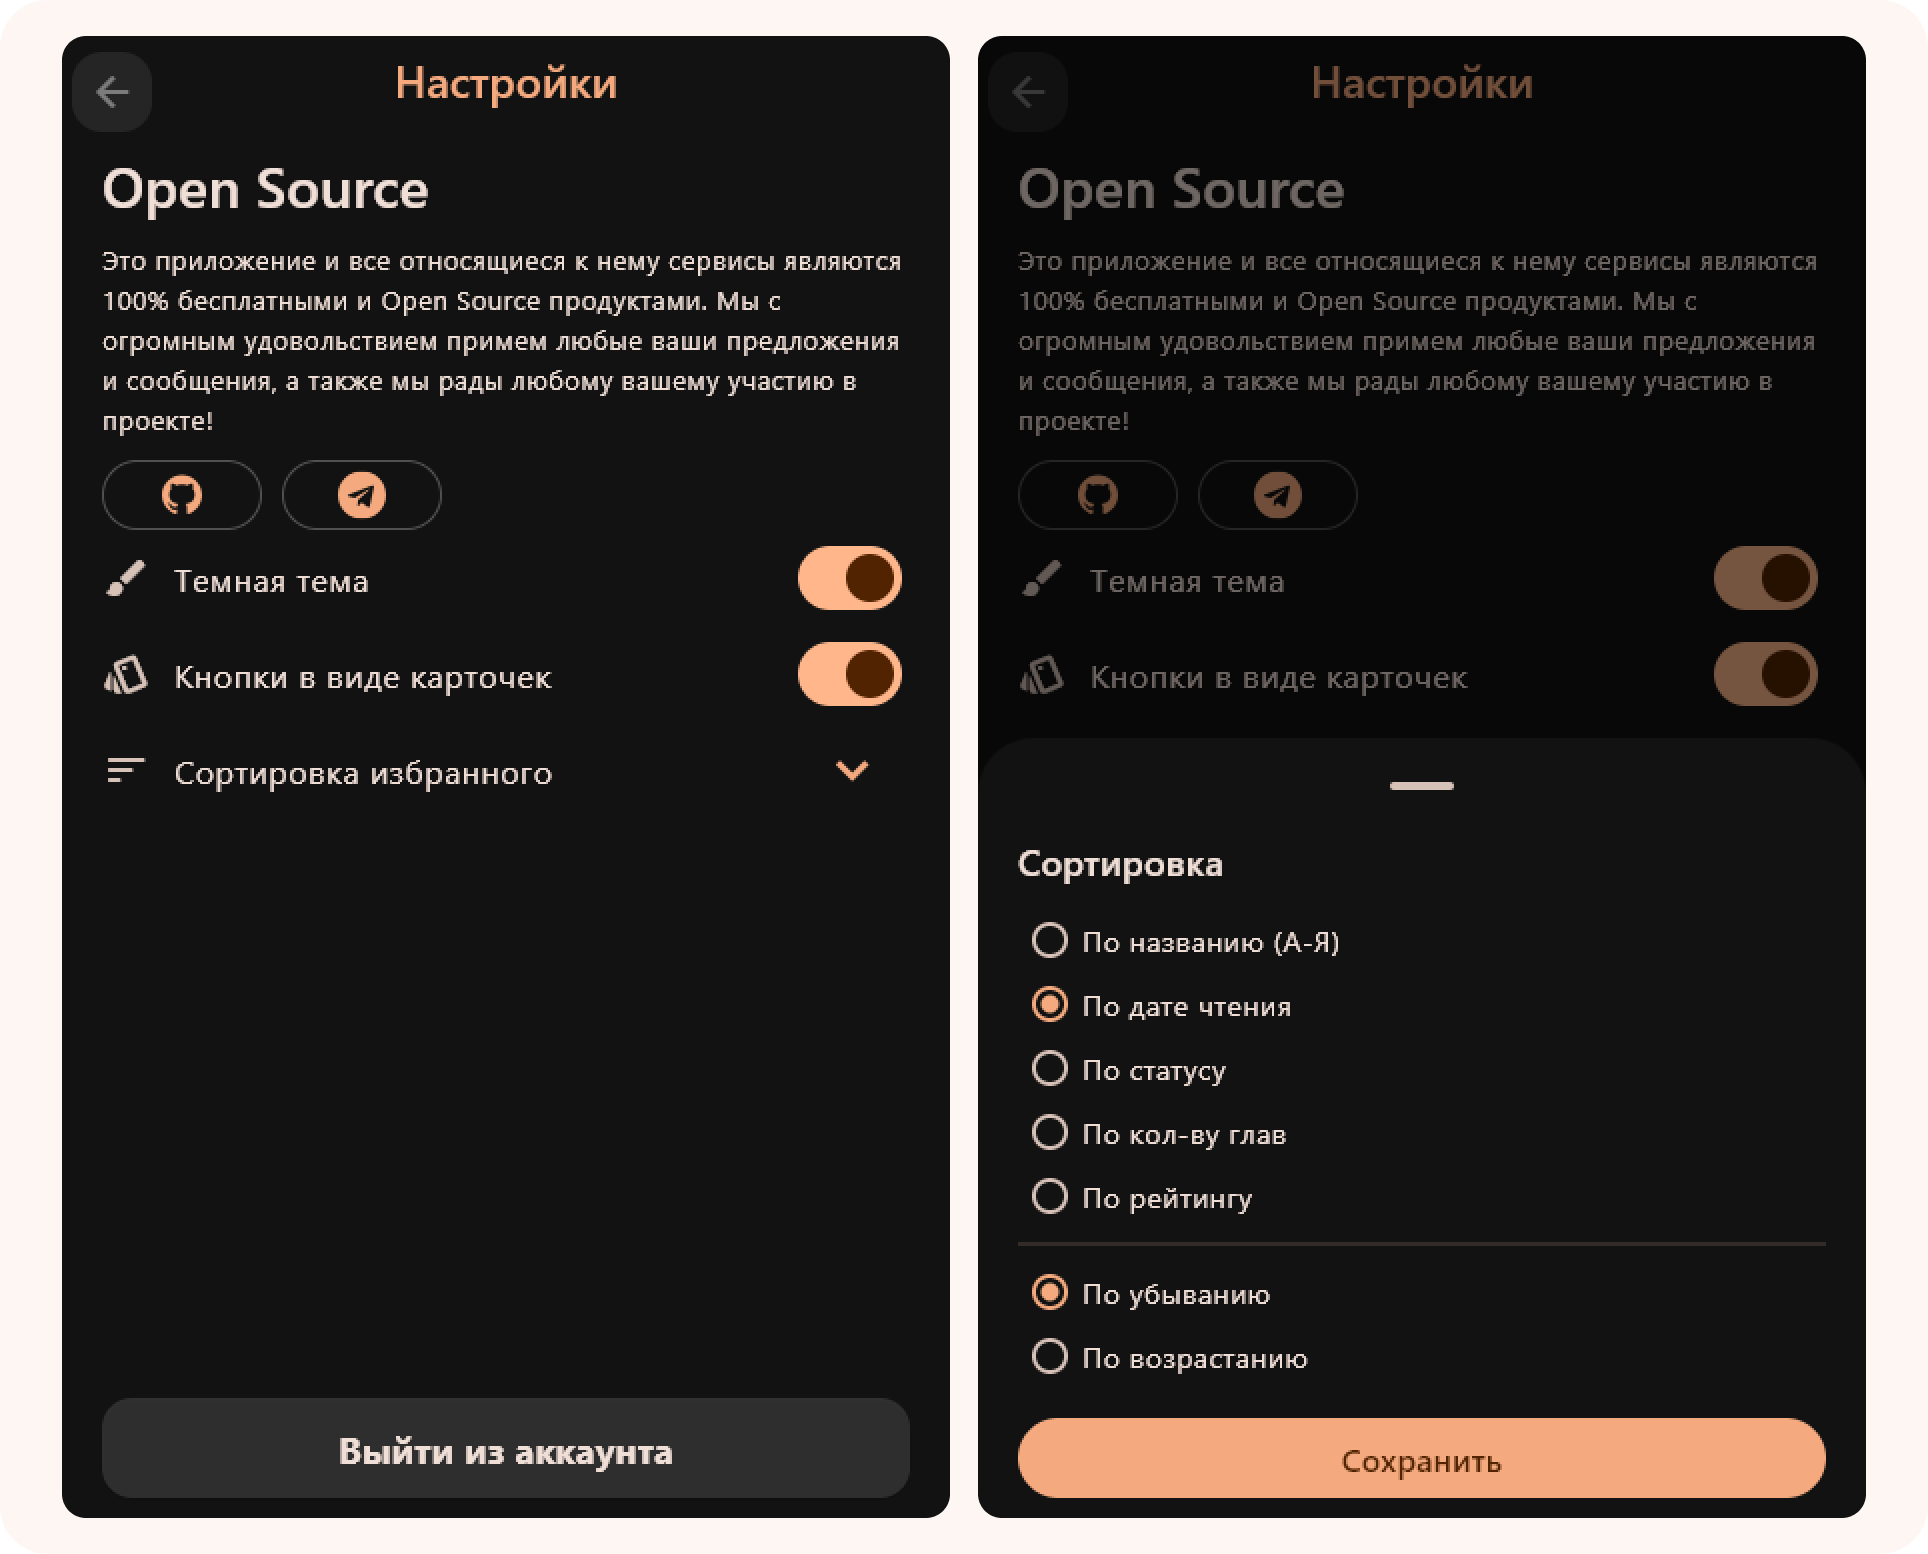 Настройки
Open Source
Это приложение и все относящиеся к нему сервисы являются
100% бесплатными и Open Source продуктами. Мы с
огромным удовольствием примем любые ваши предложения
и сообщения, а также мы рады любому вашему участию в
проекте!
Темная тема
Кнопки в виде карточек
Сортировка избранного
Выйти из аккаунта
Настройки
Open Source
Это приложение и все относящиеся к нему сервисы являются
100% бесплатными и Open Source продуктами. Мы с
огромным удовольствием примем любые ваши предложения
и сообщения, а также мы рады любому вашему участию в
проекте!
Темная тема
Кнопки в виде карточек
Сортировка
По названию (А-Я)
По дате чтения
По статусу
По кол-ву глав
По рейтингу
По убыванию
По возрастанию
Сохранить